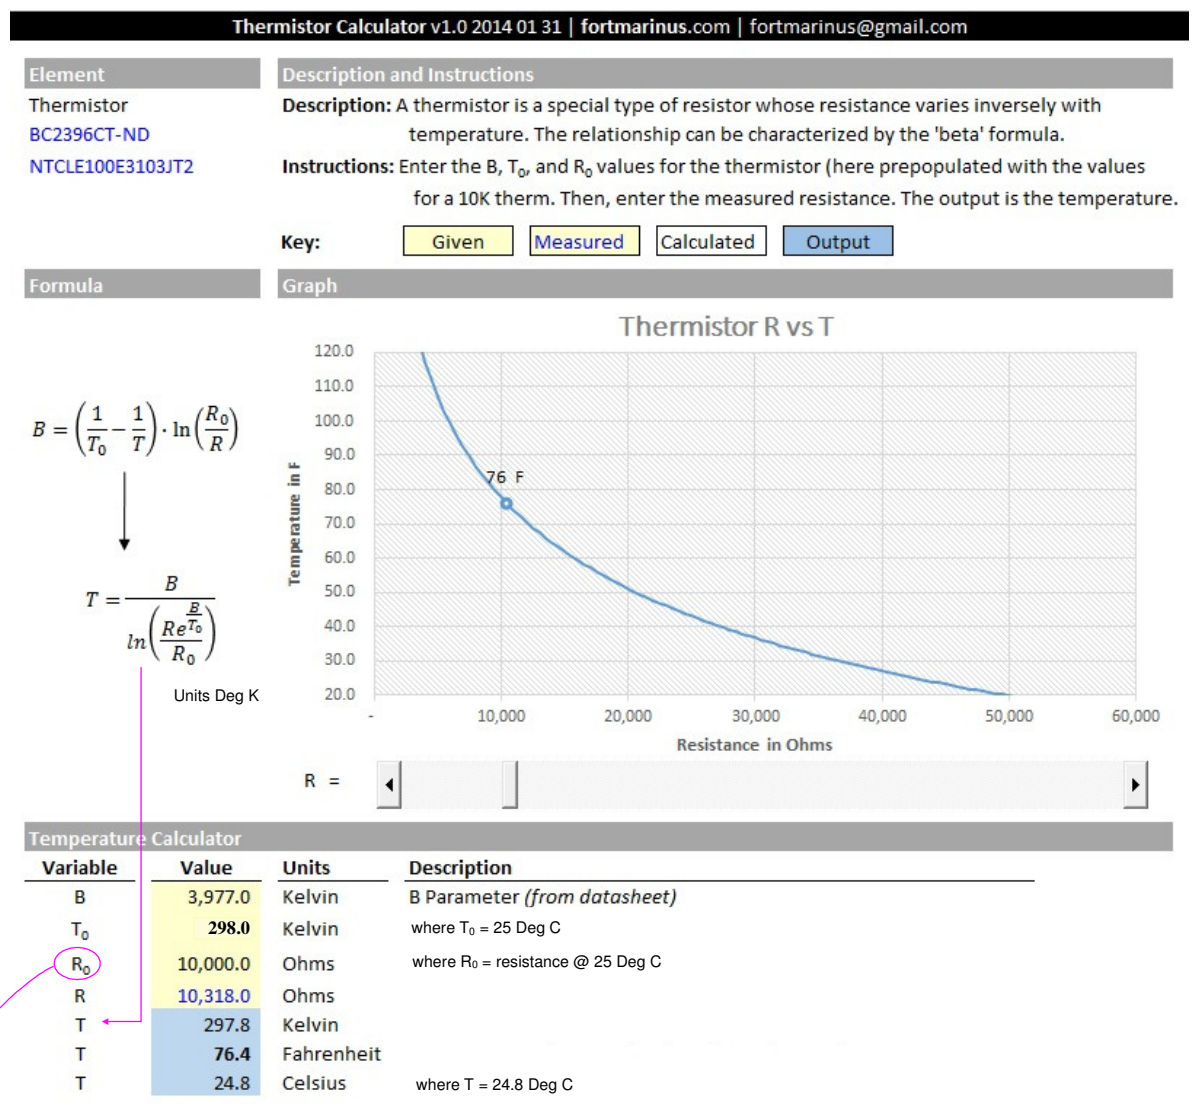 Thermistor Calculator v1.0 2014 01 31 | fortmarinus.com | fortmarinus@gmail.com
Element
Thermistor
BC2396CT-ND
NTCLE100E3103JT2
Description and Instructions
Description: A thermistor is a special type of resistor whose resistance varies inversely with
temperature. The relationship can be characterized by the 'beta' formula.
Instructions: Enter the B, T₀, and R₀ values for the thermistor (here prepopulated with the values
for a 10K therm. Then, enter the measured resistance. The output is the temperature.
Key: Given Measured Calculated Output
Formula
B = (1/T₀ − 1/T) · ln(R₀/R)
T = B / ln(Re^(B/T₀) / R₀)
Units Deg K
Graph
Thermistor R vs T
Temperature in F
120.0
110.0
100.0
90.0
80.0
70.0
60.0
50.0
40.0
30.0
20.0
76 F
- 10,000 20,000 30,000 40,000 50,000 60,000
Resistance in Ohms
R =
Temperature Calculator
Variable Value Units Description
B 3,977.0 Kelvin B Parameter (from datasheet)
T₀ 298.0 Kelvin where T₀ = 25 Deg C
R₀ 10,000.0 Ohms where R₀ = resistance @ 25 Deg C
R 10,318.0 Ohms
T 297.8 Kelvin
T 76.4 Fahrenheit
T 24.8 Celsius where T = 24.8 Deg C